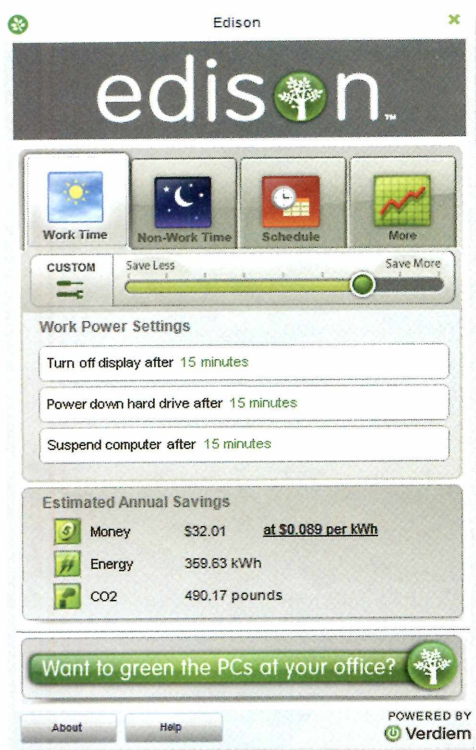 Edison
edison™
Work Time
Non-Work Time
Schedule
More
CUSTOM
Save Less
Save More
Work Power Settings
Turn off display after 15 minutes
Power down hard drive after 15 minutes
Suspend computer after 15 minutes
Estimated Annual Savings
Money $32.01 at $0.089 per kWh
Energy 359.63 kWh
CO2 490.17 pounds
Want to green the PCs at your office?
About
Help
POWERED BY
Verdiem